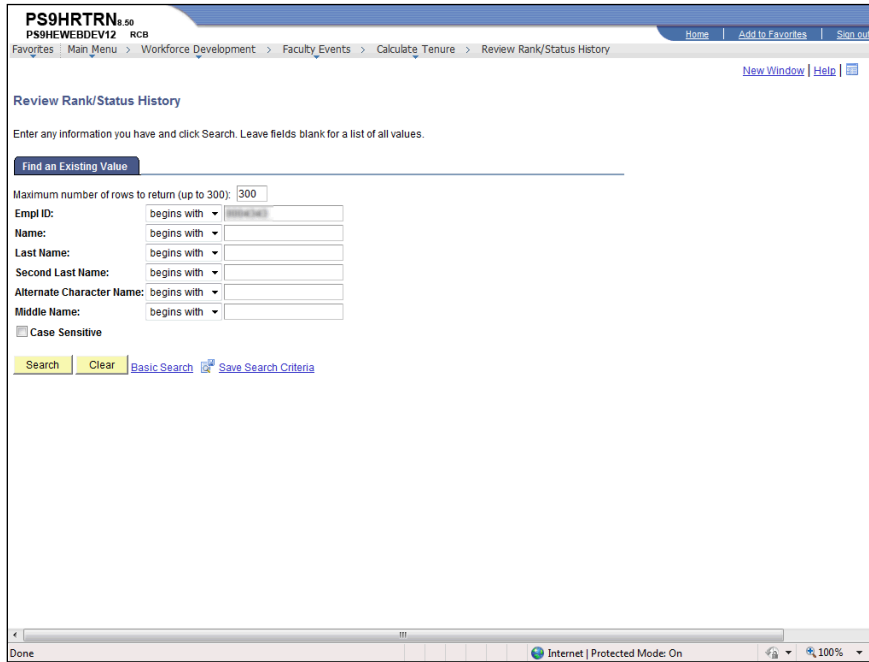 PS9HRTRN8.50
PS9HEWEBDEV12 RCB
Home | Add to Favorites | Sign out
Favorites Main Menu > Workforce Development > Faculty Events > Calculate Tenure > Review Rank/Status History
New Window | Help |
Review Rank/Status History
Enter any information you have and click Search. Leave fields blank for a list of all values.
Find an Existing Value
Maximum number of rows to return (up to 300): 300
Empl ID: begins with
Name: begins with
Last Name: begins with
Second Last Name: begins with
Alternate Character Name: begins with
Middle Name: begins with
Case Sensitive
Search Clear Basic Search Save Search Criteria
Done Internet | Protected Mode: On 100%